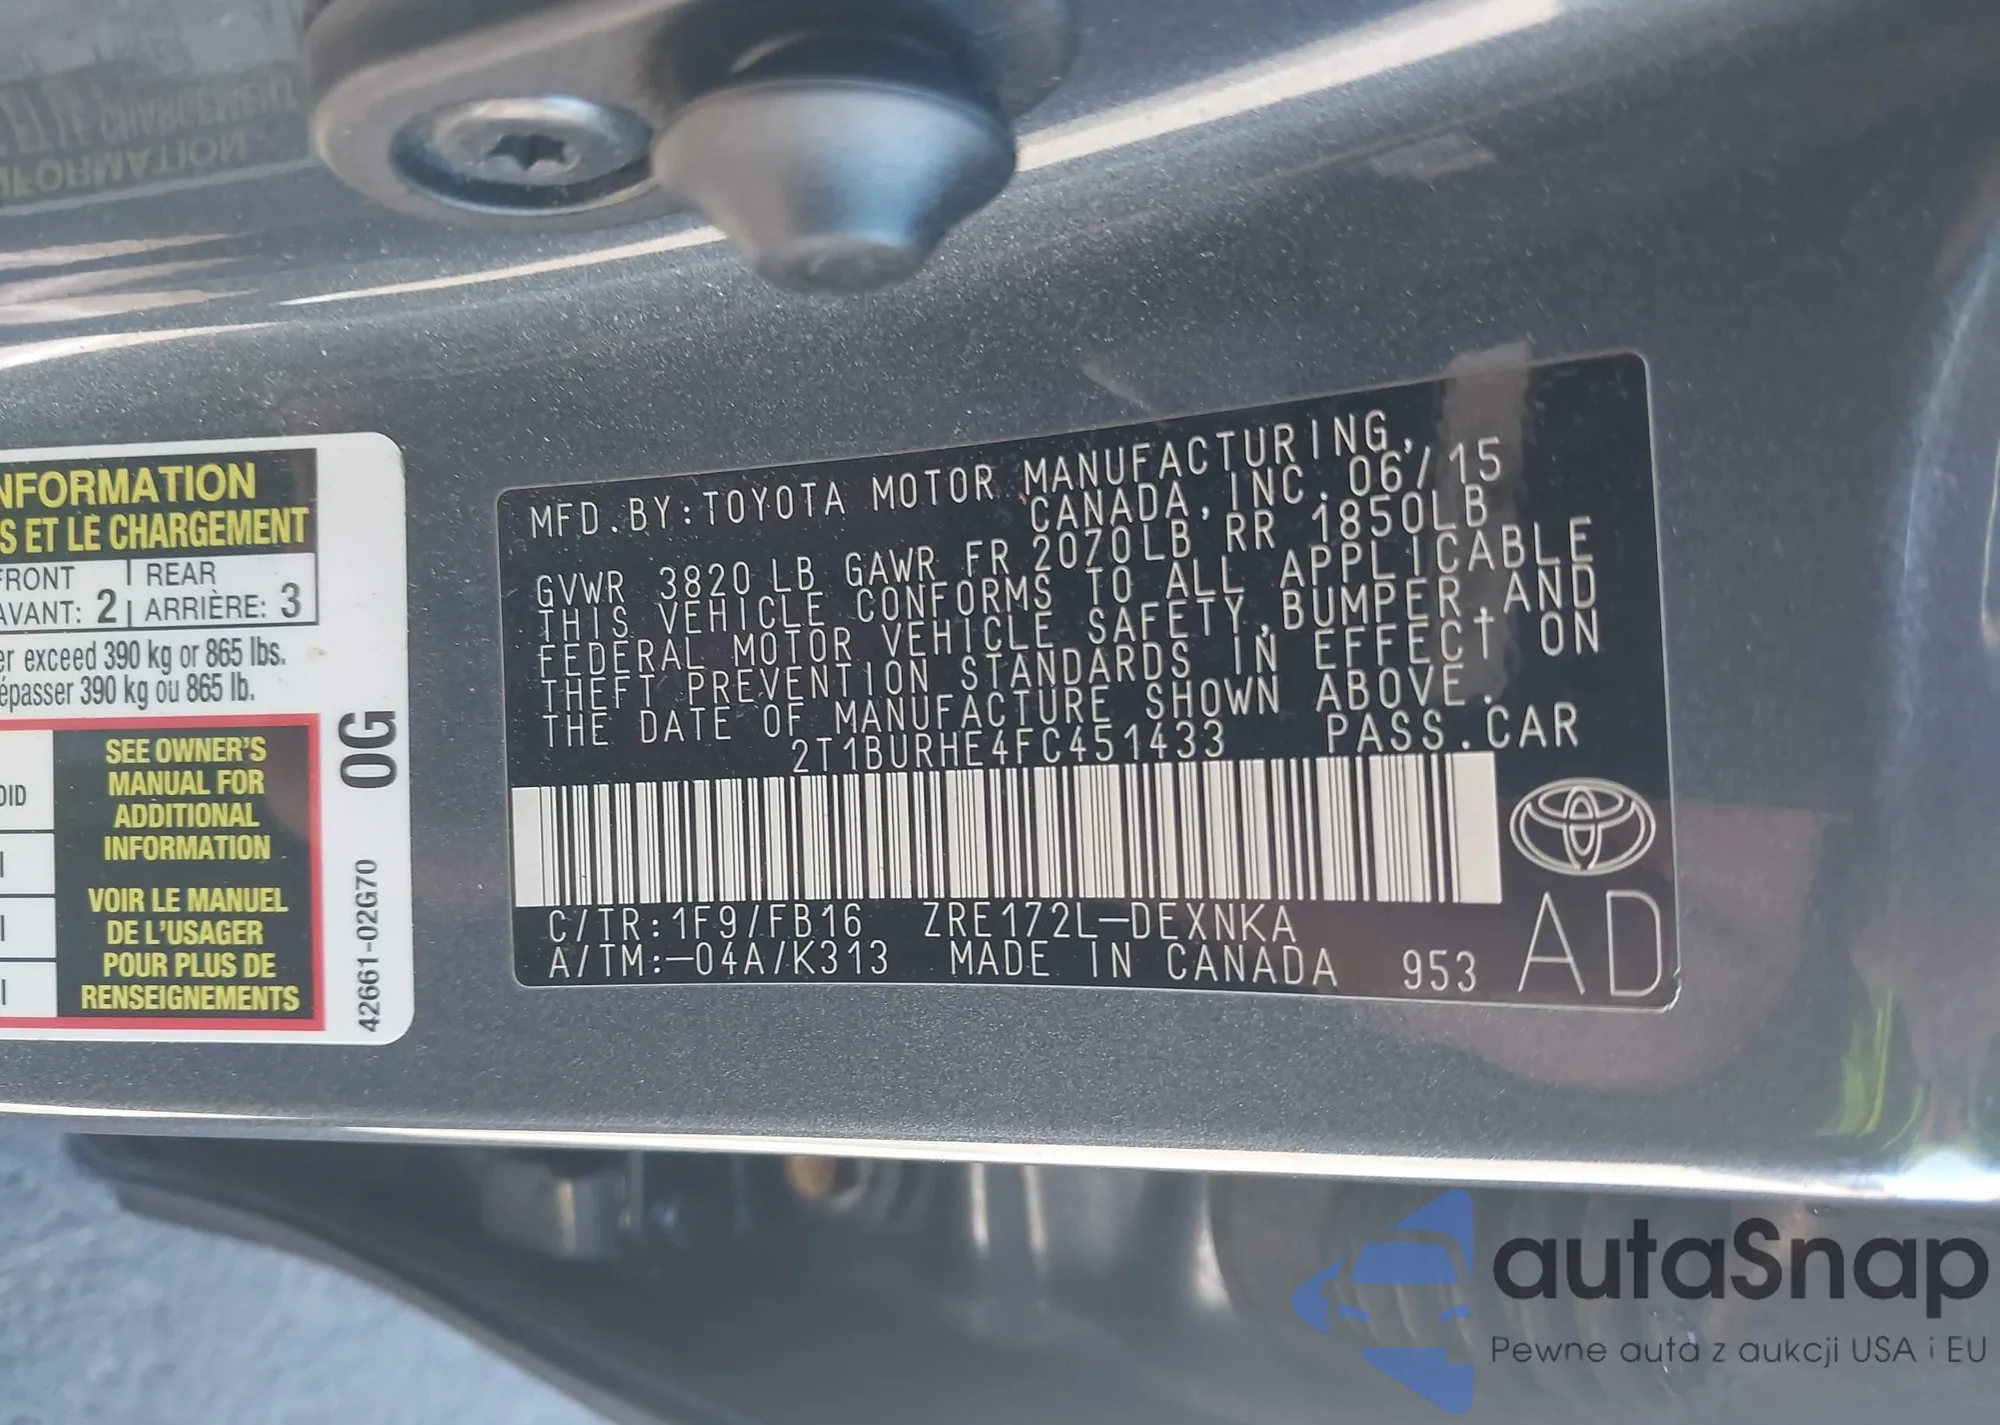 NFORMATION
S ET LE CHARGEMENT
FRONT REAR
AVANT: 2 ARRIÈRE: 3
er exceed 390 kg or 865 lbs.
épasser 390 kg ou 865 lb.
SEE OWNER'S
MANUAL FOR
ADDITIONAL
INFORMATION
VOIR LE MANUEL
DE L'USAGER
POUR PLUS DE
RENSEIGNEMENTS
0G
42661-02G70
MFD.BY:TOYOTA MOTOR MANUFACTURING,
CANADA, INC. 06/15
GVWR 3820LB GAWR FR 2070LB RR 1850LB
THIS VEHICLE CONFORMS TO ALL APPLICABLE
FEDERAL MOTOR VEHICLE SAFETY,BUMPER,AND
THEFT PREVENTION STANDARDS IN EFFECT ON
THE DATE OF MANUFACTURE SHOWN ABOVE.
2T1BURHE4FC451433 PASS.CAR
C/TR:1F9/FB16 ZRE172L-DEXNKA
A/TM:-04A/K313 MADE IN CANADA 953
AD
autaSnap
Pewne auta z aukcji USA i EU